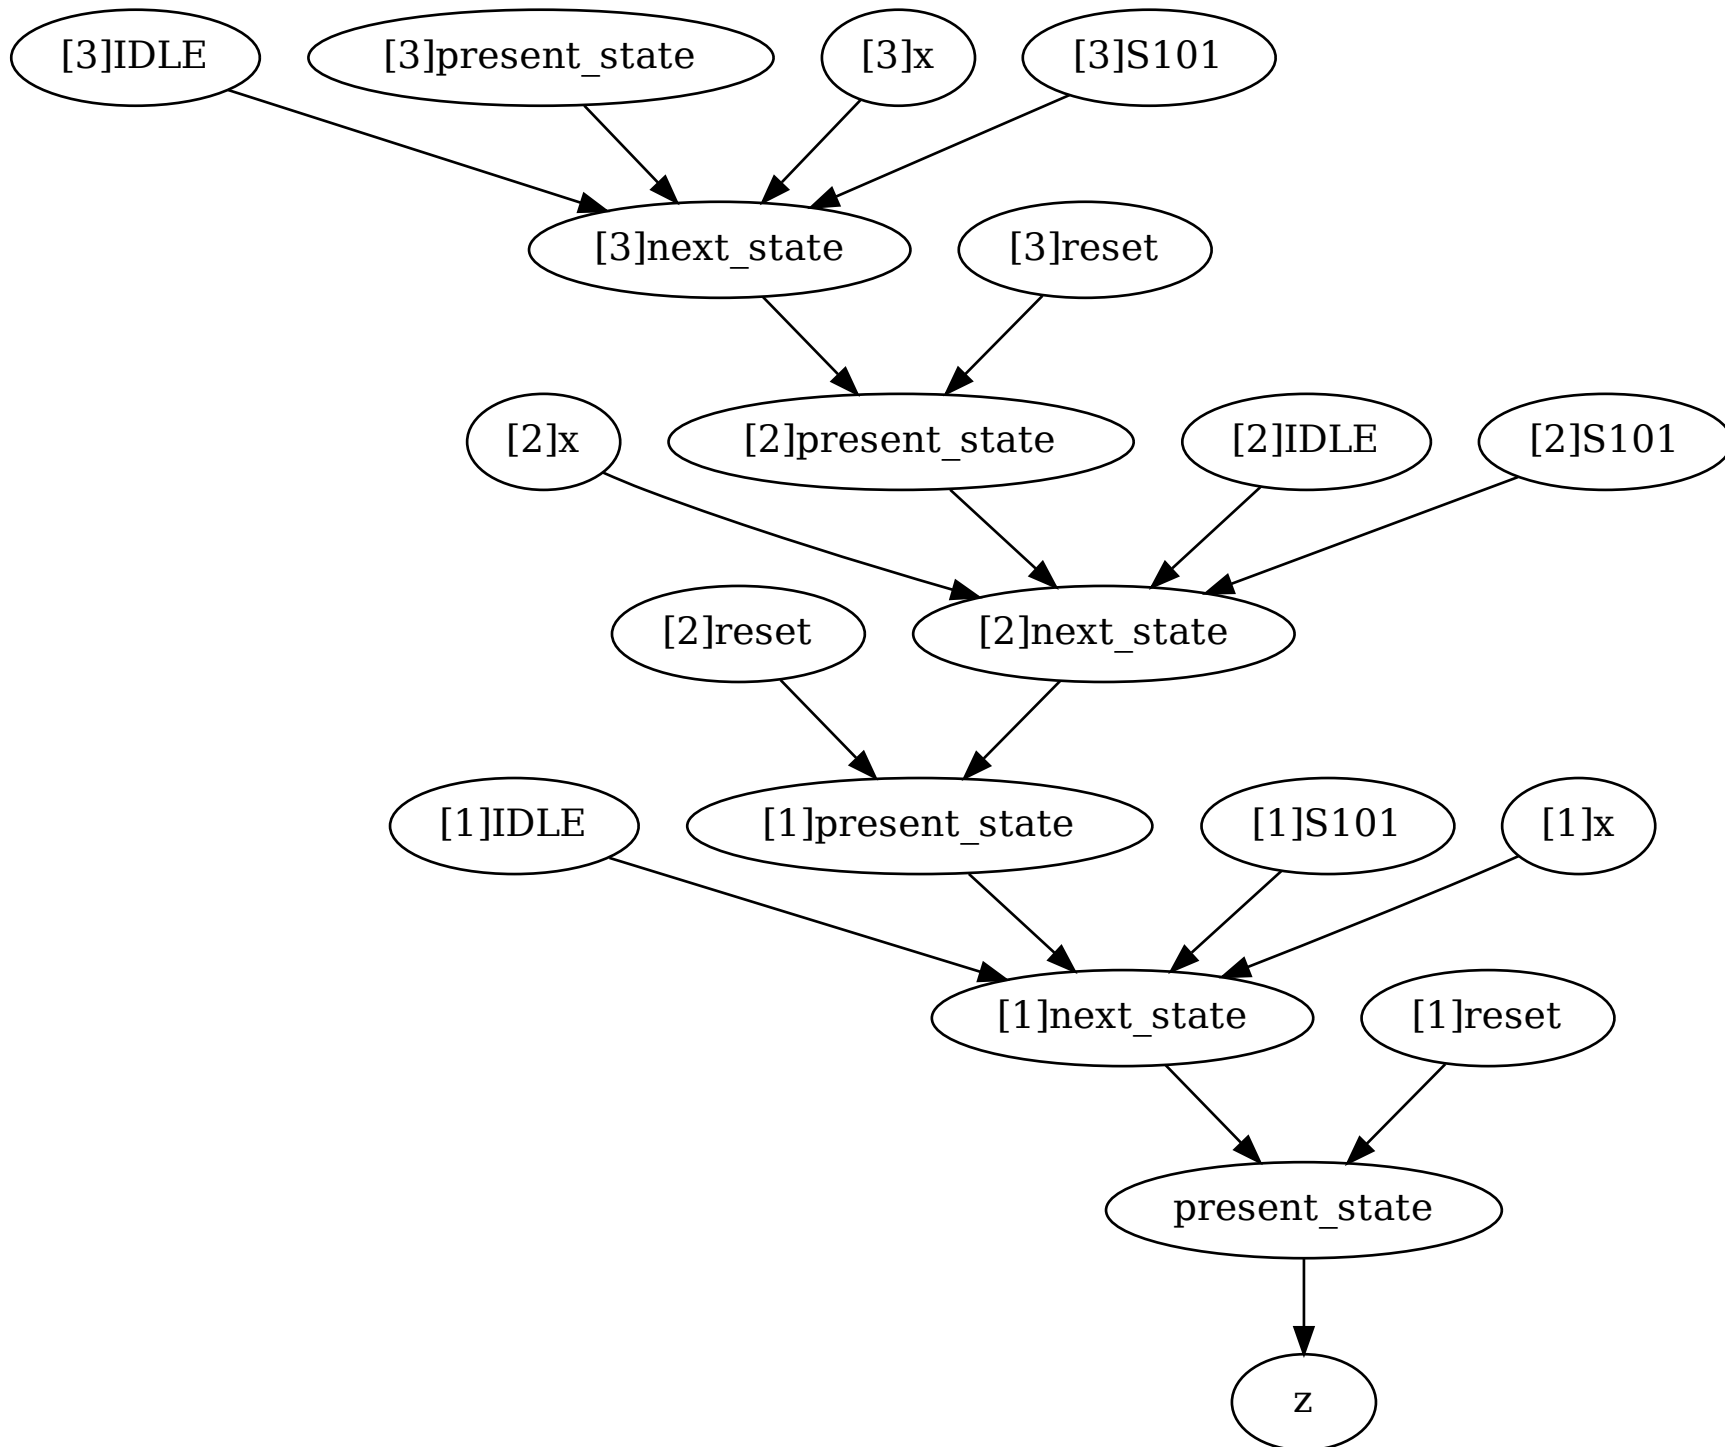 [3]IDLE
[3]present_state
[3]x
[3]S101
[3]next_state
[3]reset
[2]x
[2]present_state
[2]IDLE
[2]S101
[2]reset
[2]next_state
[1]IDLE
[1]present_state
[1]S101
[1]x
[1]next_state
[1]reset
present_state
z